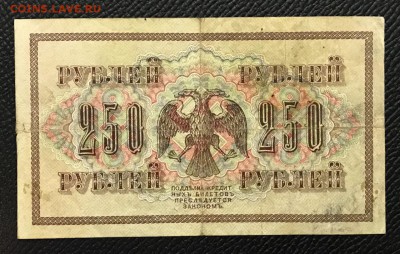 COINS.LAVE.RU
РУБЛЕЙ РУБЛЕЙ
250 250
РУБЛЕЙ РУБЛЕЙ
ПОДДѢЛКА КРЕДИТ
НЫХЪ БИЛЕТОВЪ
ПРЕСЛѢДУЕТСЯ
ЗАКОНОМЪ.